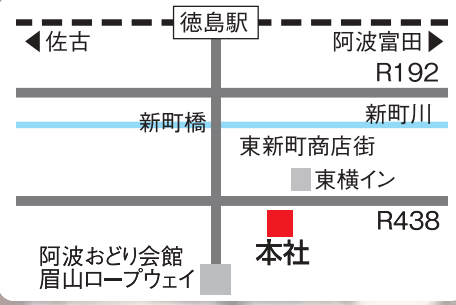 徳島駅
佐古
阿波富田
R192
新町橋
新町川
東新町商店街
東横イン
R438
本社
阿波おどり会館
眉山ロープウェイ